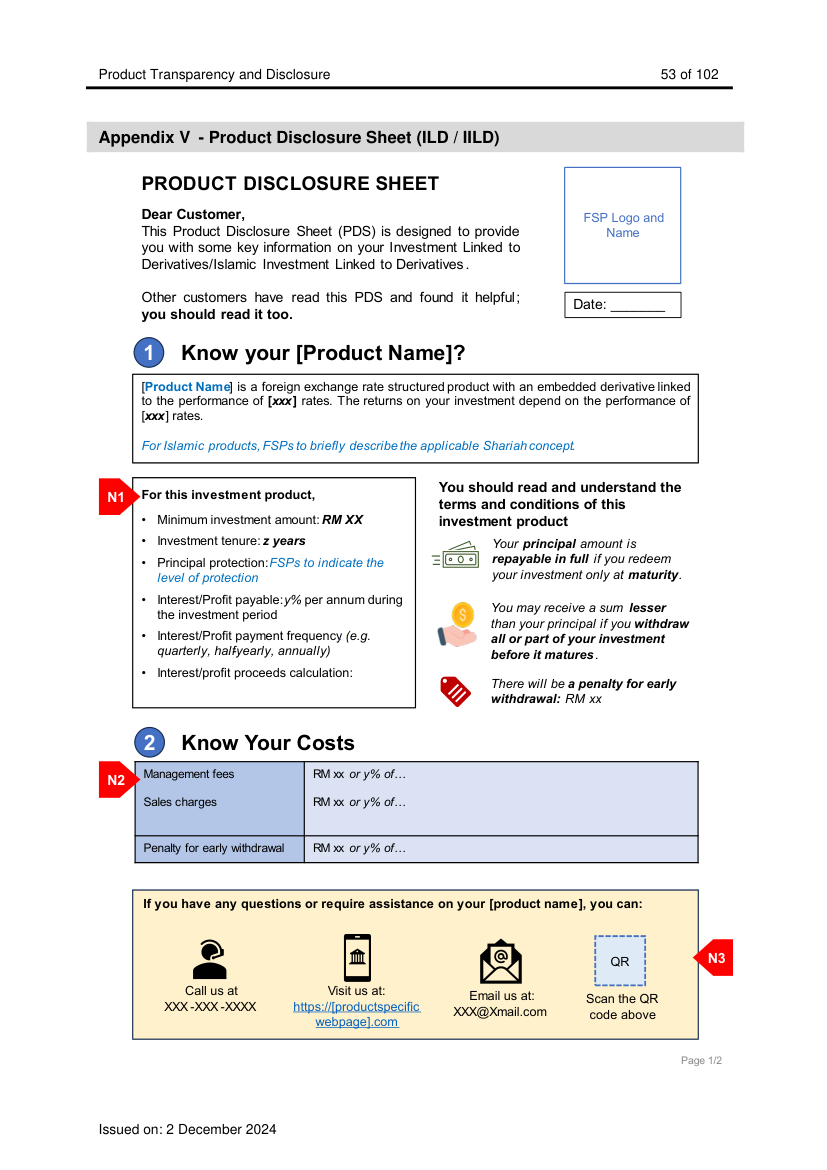 Product Transparency and Disclosure 53 of 102
Appendix V - Product Disclosure Sheet (ILD / IILD)
PRODUCT DISCLOSURE SHEET
Dear Customer,
This Product Disclosure Sheet (PDS) is designed to provide
you with some key information on your Investment Linked to
Derivatives/Islamic Investment Linked to Derivatives.
Other customers have read this PDS and found it helpful;
you should read it too.
FSP Logo and
Name
Date: _______
1 Know your [Product Name]?
[Product Name] is a foreign exchange rate structured product with an embedded derivative linked
to the performance of [xxx] rates. The returns on your investment depend on the performance of
[xxx] rates.
For Islamic products, FSPs to briefly describe the applicable Shariah concept.
N1
For this investment product,
• Minimum investment amount: RM XX
• Investment tenure: z years
• Principal protection: FSPs to indicate the
level of protection
• Interest/Profit payable: y% per annum during
the investment period
• Interest/Profit payment frequency (e.g.
quarterly, half-yearly, annually)
• Interest/profit proceeds calculation:
You should read and understand the
terms and conditions of this
investment product
Your principal amount is
repayable in full if you redeem
your investment only at maturity.
You may receive a sum lesser
than your principal if you withdraw
all or part of your investment
before it matures.
There will be a penalty for early
withdrawal: RM xx
2 Know Your Costs
N2
Management fees RM xx or y% of…
Sales charges RM xx or y% of…
Penalty for early withdrawal RM xx or y% of…
If you have any questions or require assistance on your [product name], you can:
N3
Call us at
XXX-XXX-XXXX
Visit us at:
https://[productspecific
webpage].com
Email us at:
XXX@Xmail.com
QR
Scan the QR
code above
Page 1/2
Issued on: 2 December 2024